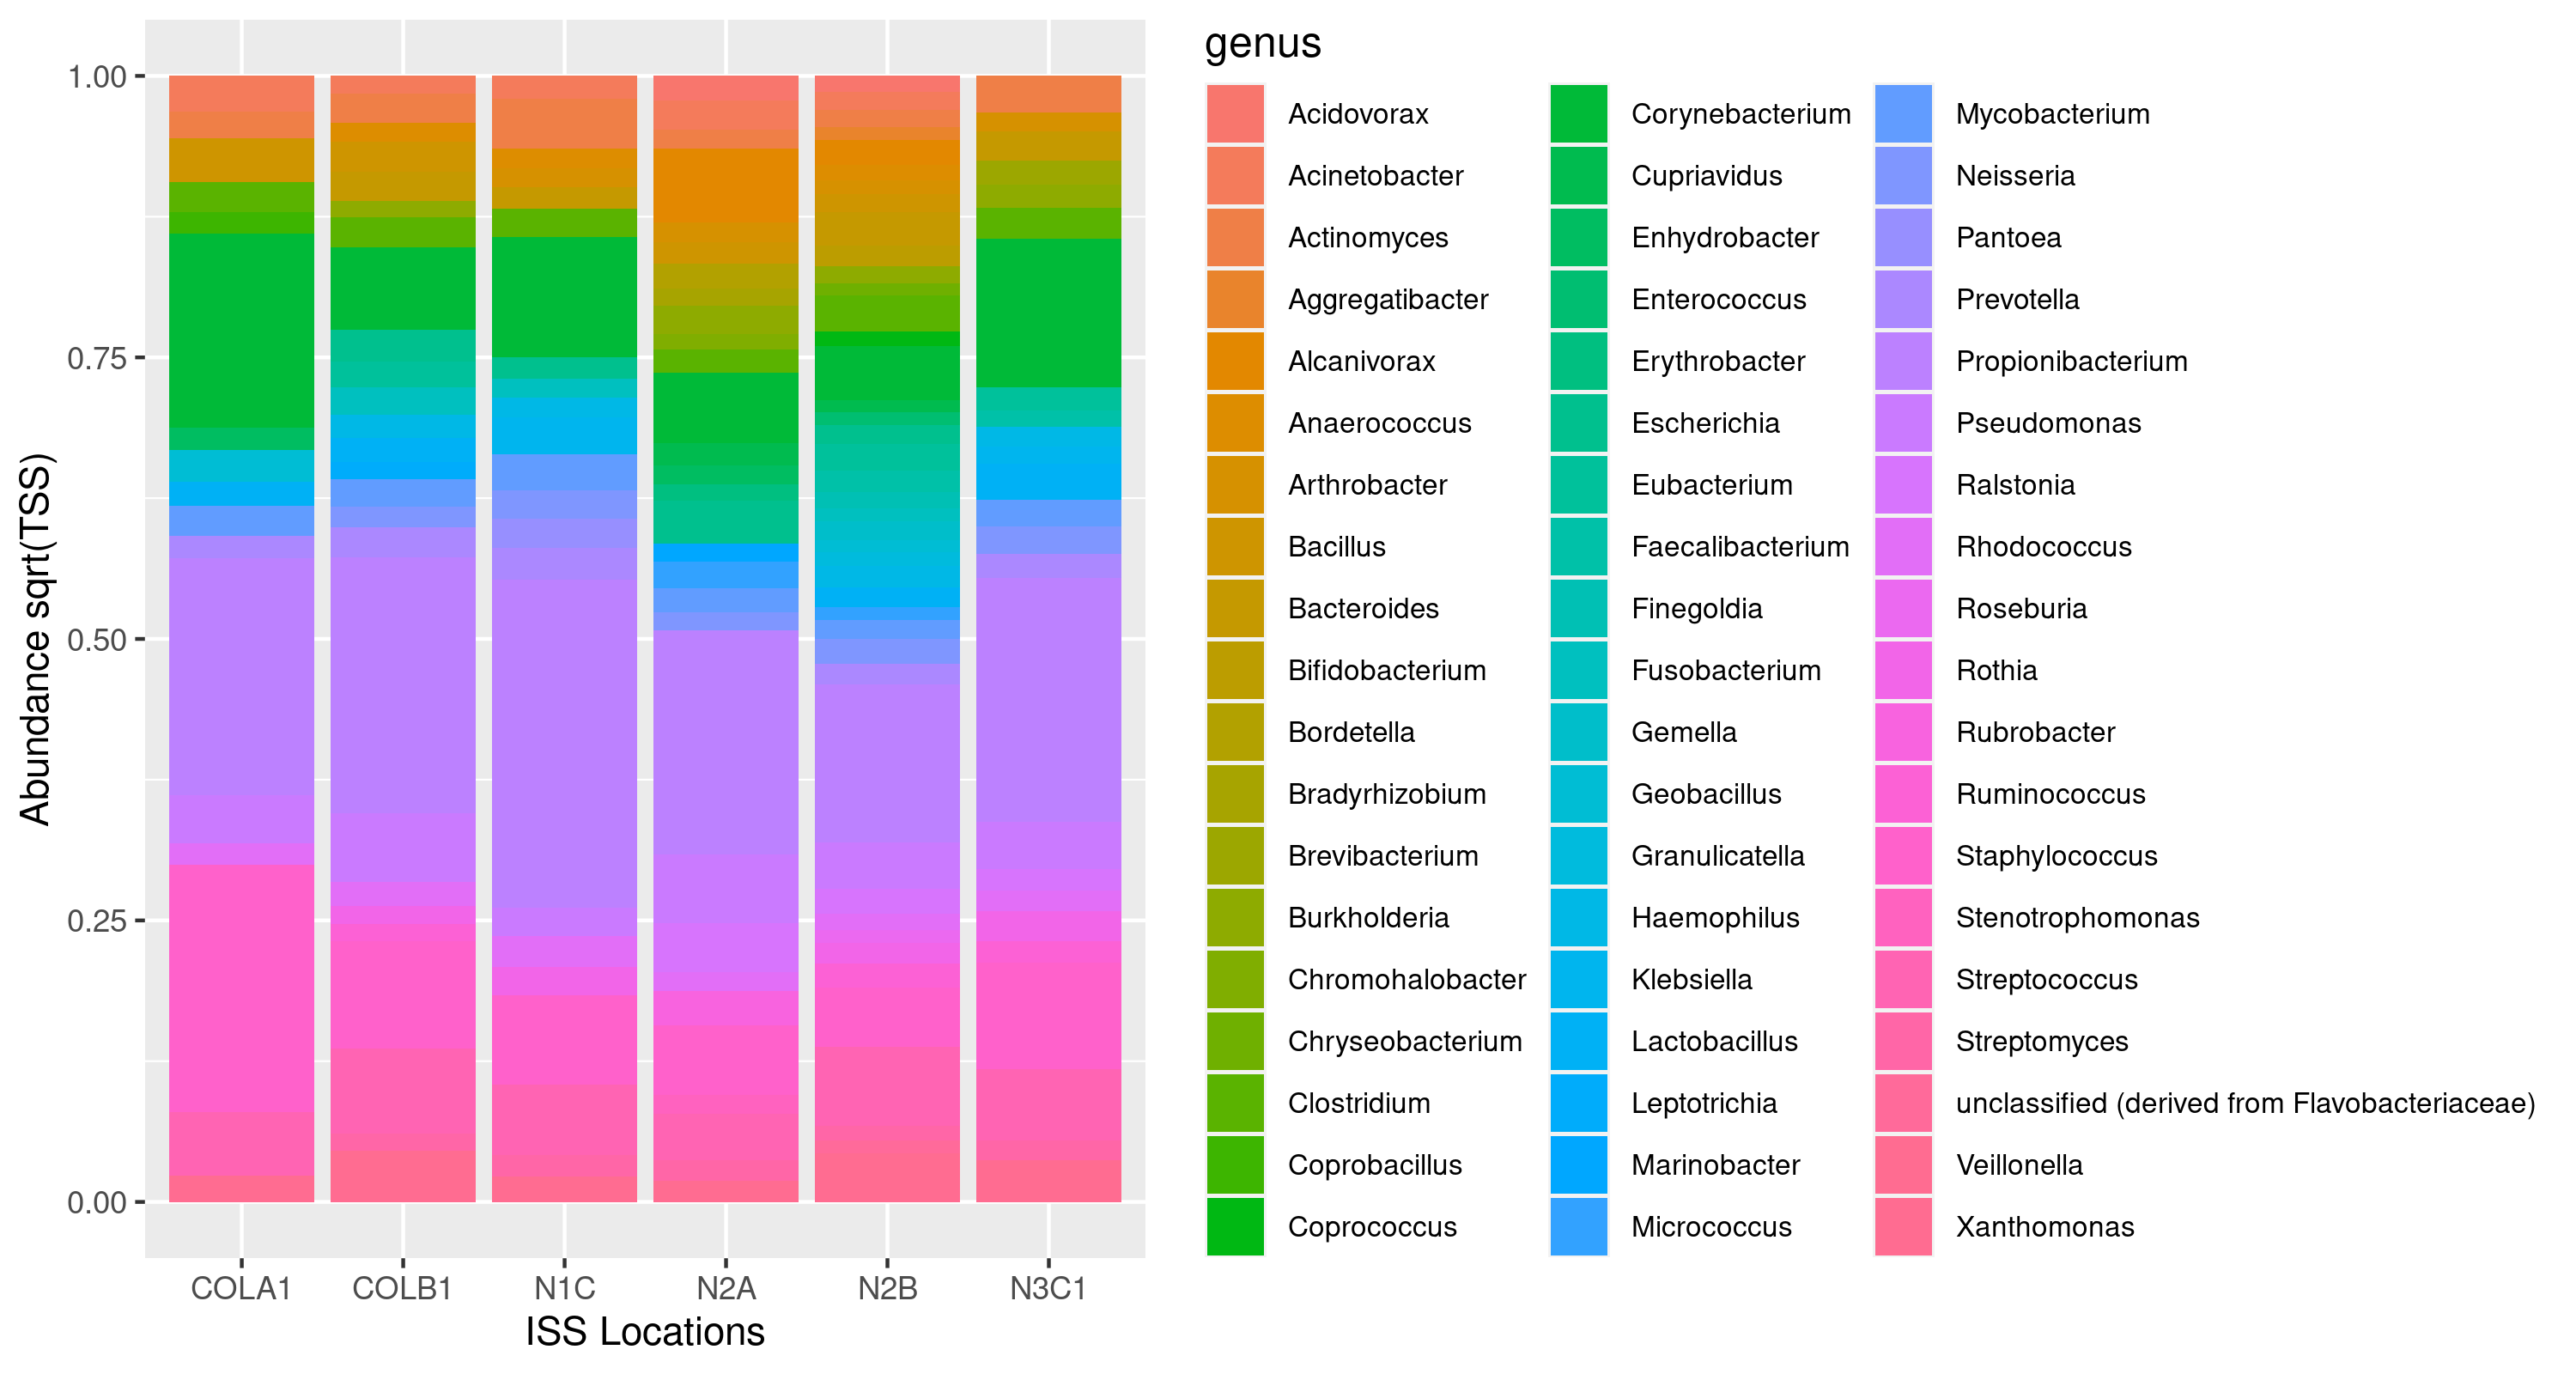 genus
1.00
0.75
0.50
0.25
0.00
Abundance sqrt(TSS)
COLA1
COLB1
N1C
N2A
N2B
N3C1
ISS Locations
Acidovorax
Acinetobacter
Actinomyces
Aggregatibacter
Alcanivorax
Anaerococcus
Arthrobacter
Bacillus
Bacteroides
Bifidobacterium
Bordetella
Bradyrhizobium
Brevibacterium
Burkholderia
Chromohalobacter
Chryseobacterium
Clostridium
Coprobacillus
Coprococcus
Corynebacterium
Cupriavidus
Enhydrobacter
Enterococcus
Erythrobacter
Escherichia
Eubacterium
Faecalibacterium
Finegoldia
Fusobacterium
Gemella
Geobacillus
Granulicatella
Haemophilus
Klebsiella
Lactobacillus
Leptotrichia
Marinobacter
Micrococcus
Mycobacterium
Neisseria
Pantoea
Prevotella
Propionibacterium
Pseudomonas
Ralstonia
Rhodococcus
Roseburia
Rothia
Rubrobacter
Ruminococcus
Staphylococcus
Stenotrophomonas
Streptococcus
Streptomyces
unclassified (derived from Flavobacteriaceae)
Veillonella
Xanthomonas